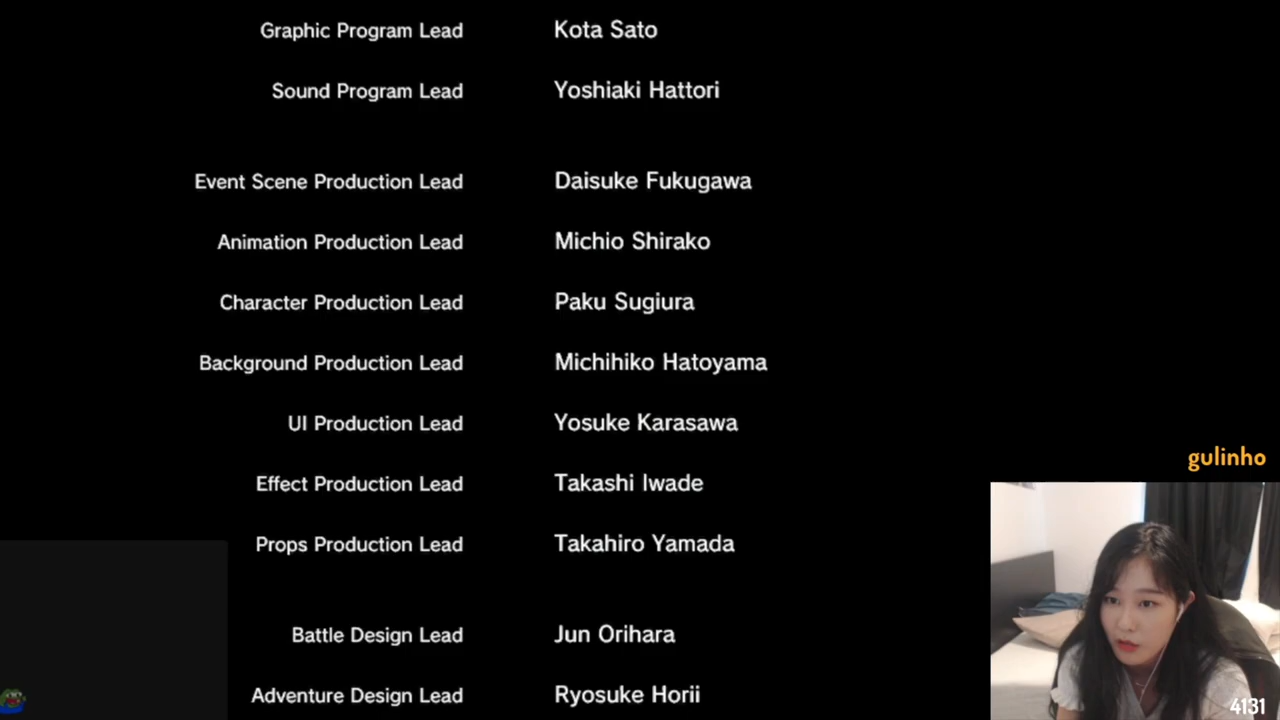 Graphic Program Lead Kota Sato
Sound Program Lead Yoshiaki Hattori
Event Scene Production Lead Daisuke Fukugawa
Animation Production Lead Michio Shirako
Character Production Lead Paku Sugiura
Background Production Lead Michihiko Hatoyama
UI Production Lead Yosuke Karasawa
gulinho
Effect Production Lead Takashi Iwade
Props Production Lead Takahiro Yamada
Battle Design Lead Jun Orihara
Adventure Design Lead Ryosuke Horii
4131